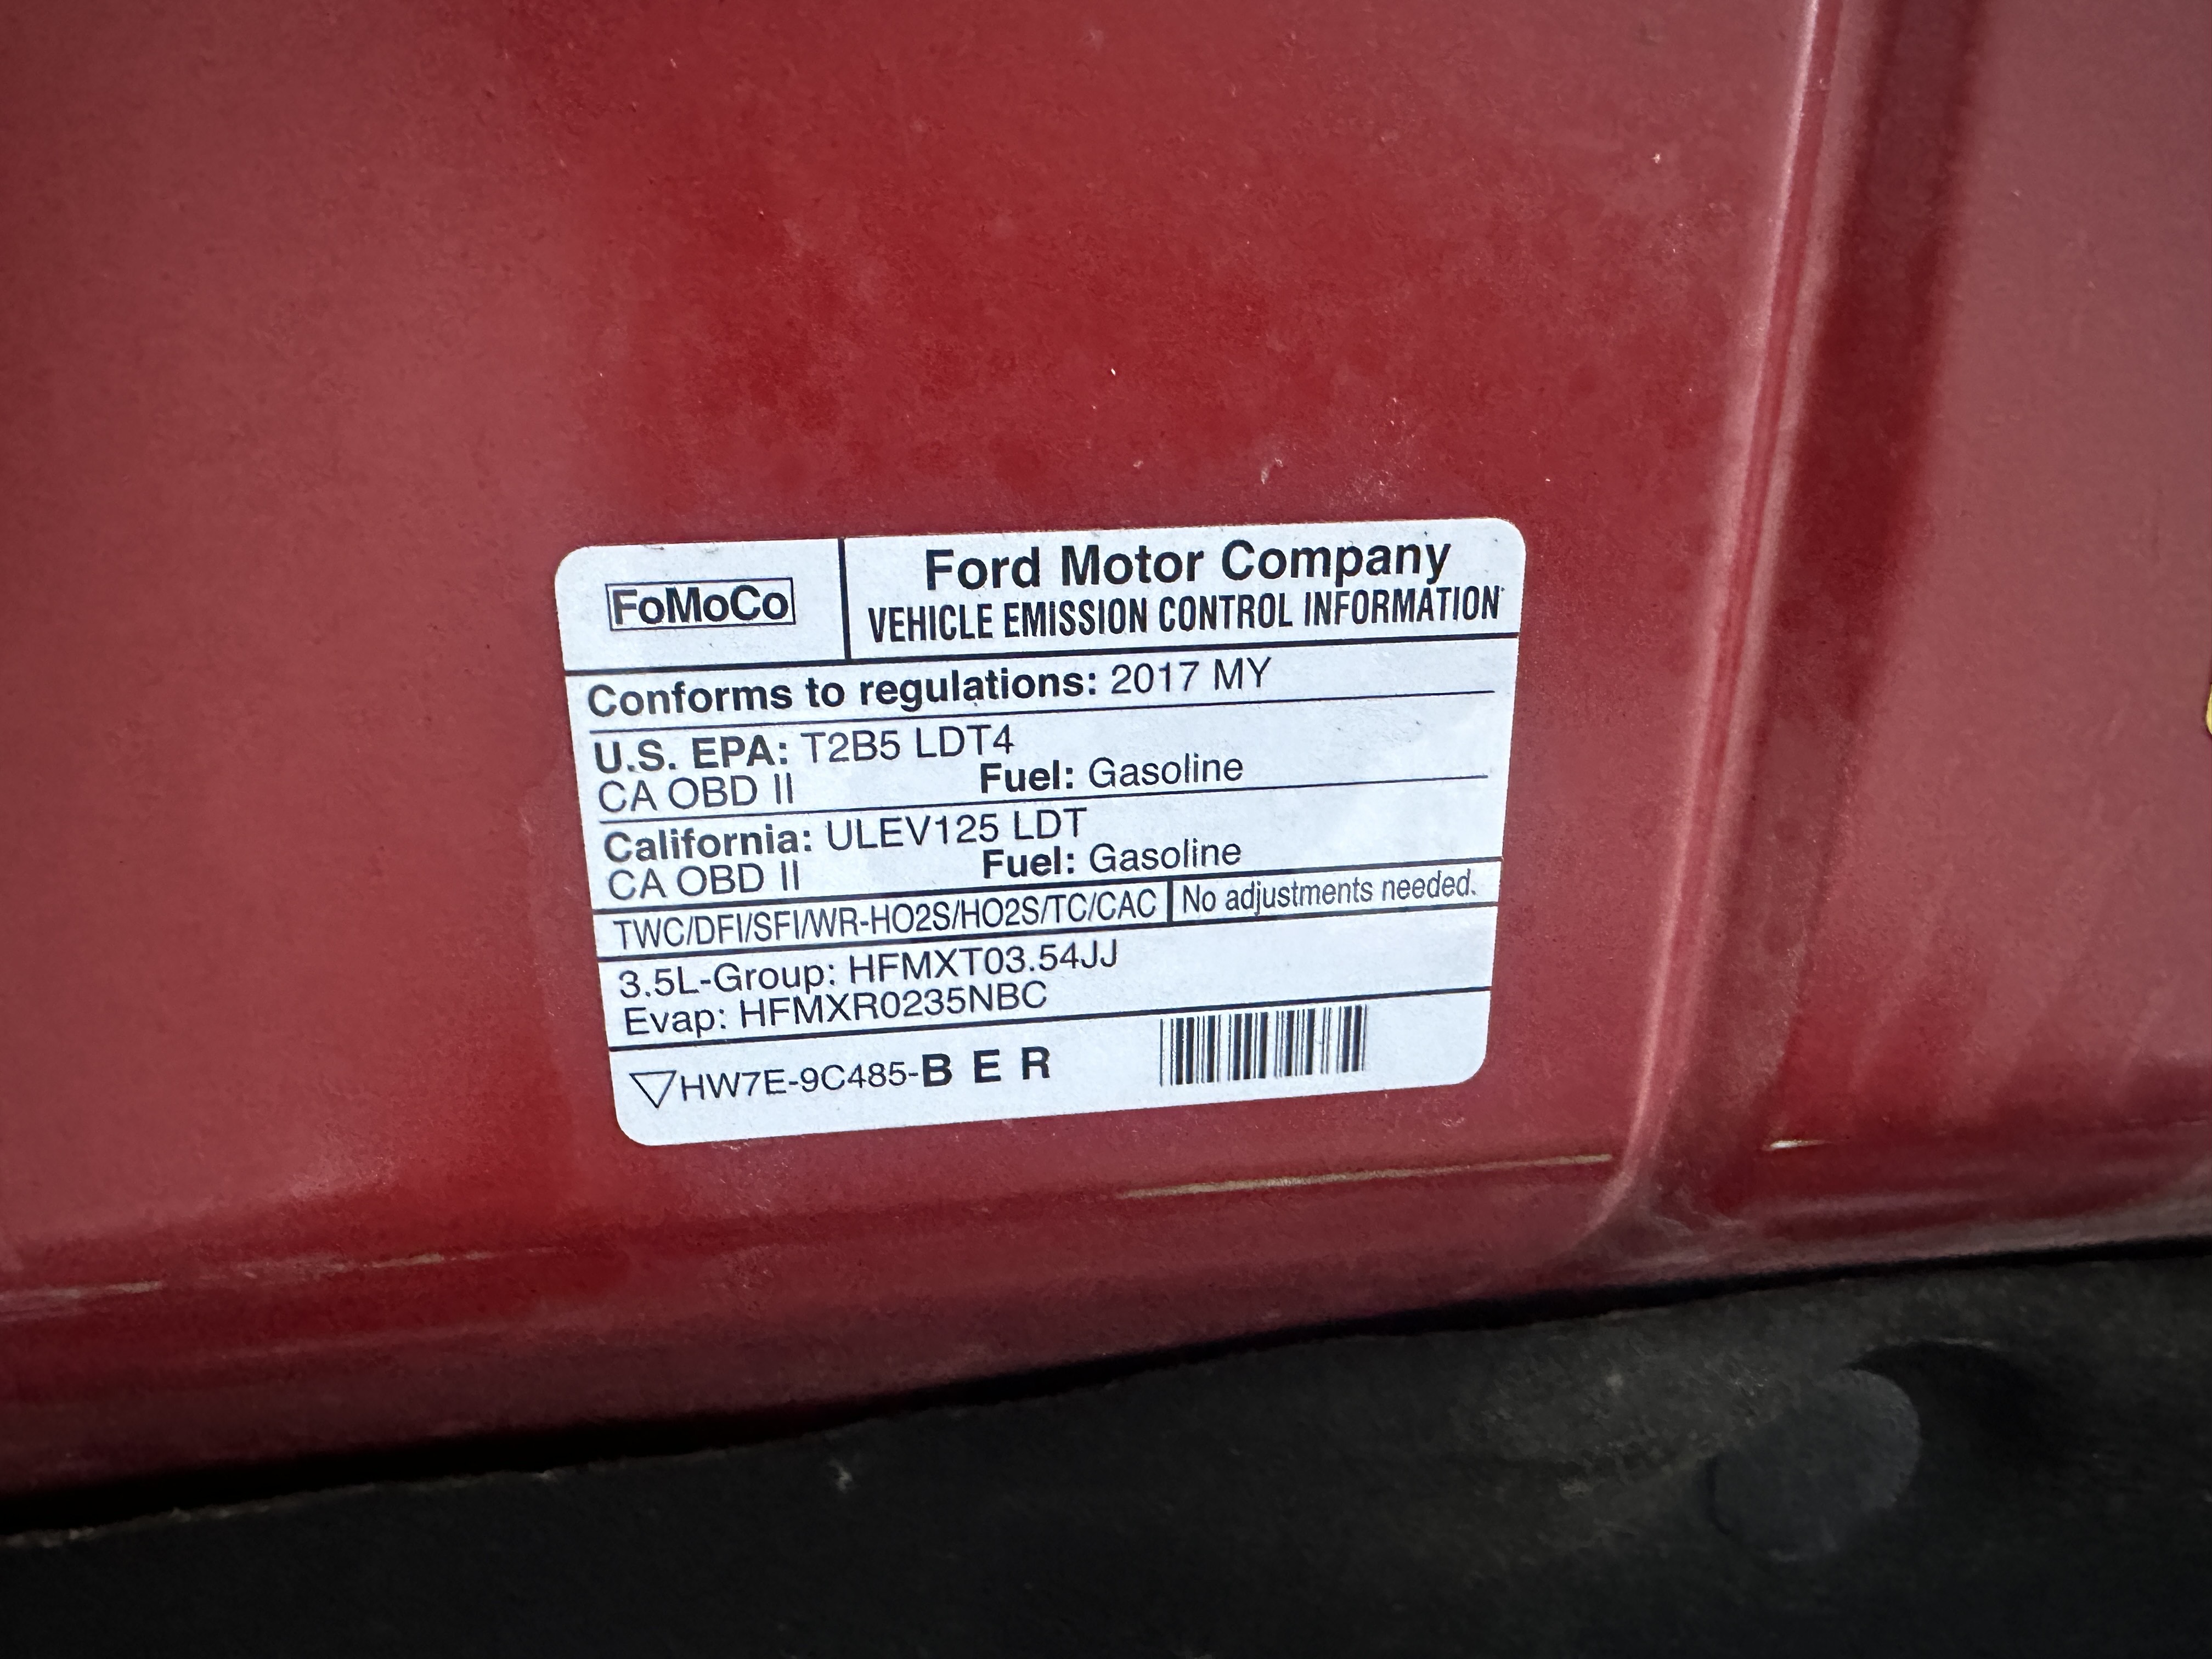 FoMoCo
Ford Motor Company
VEHICLE EMISSION CONTROL INFORMATION
Conforms to regulations: 2017 MY
U.S. EPA: T2B5 LDT4
CA OBD II Fuel: Gasoline
California: ULEV125 LDT
CA OBD II Fuel: Gasoline
TWC/DFI/SFI/WR-HO2S/HO2S/TC/CAC No adjustments needed.
3.5L-Group: HFMXT03.54JJ
Evap: HFMXR0235NBC
HW7E-9C485-B E R